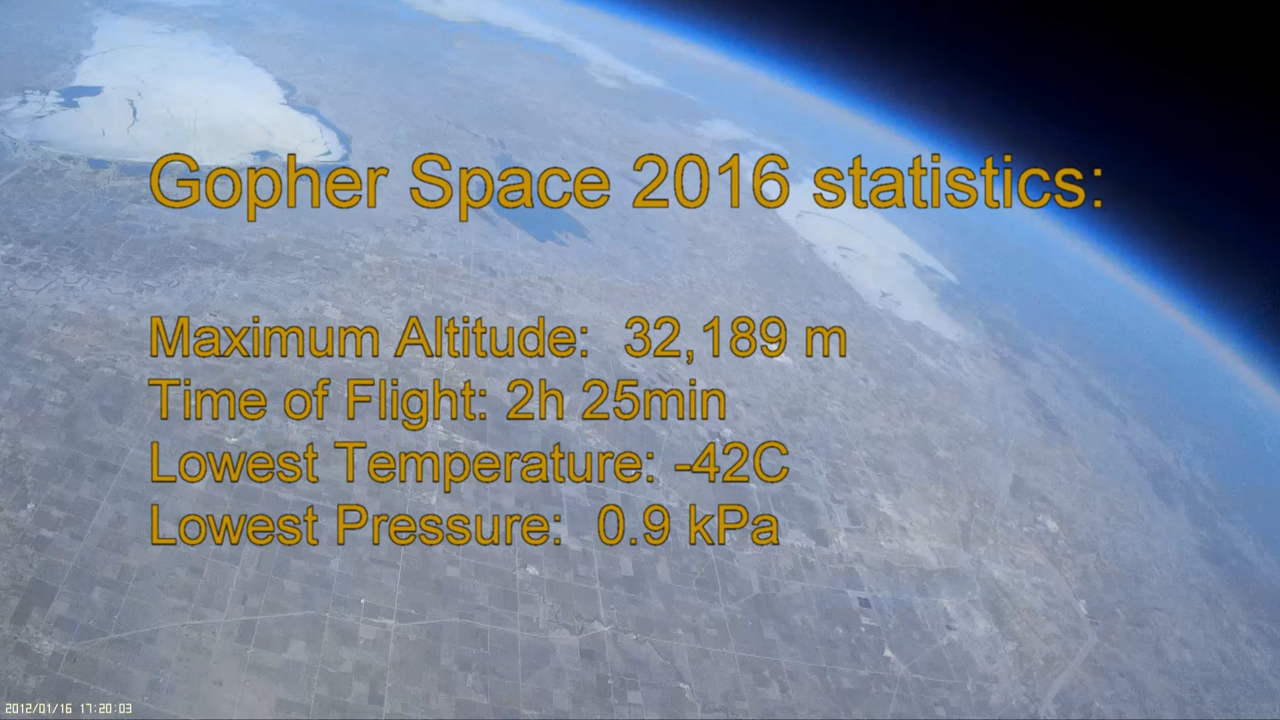 Gopher Space 2016 statistics:
Maximum Altitude: 32,189 m
Time of Flight: 2h 25min
Lowest Temperature: -42C
Lowest Pressure: 0.9 kPa
2012/01/16 17:20:03